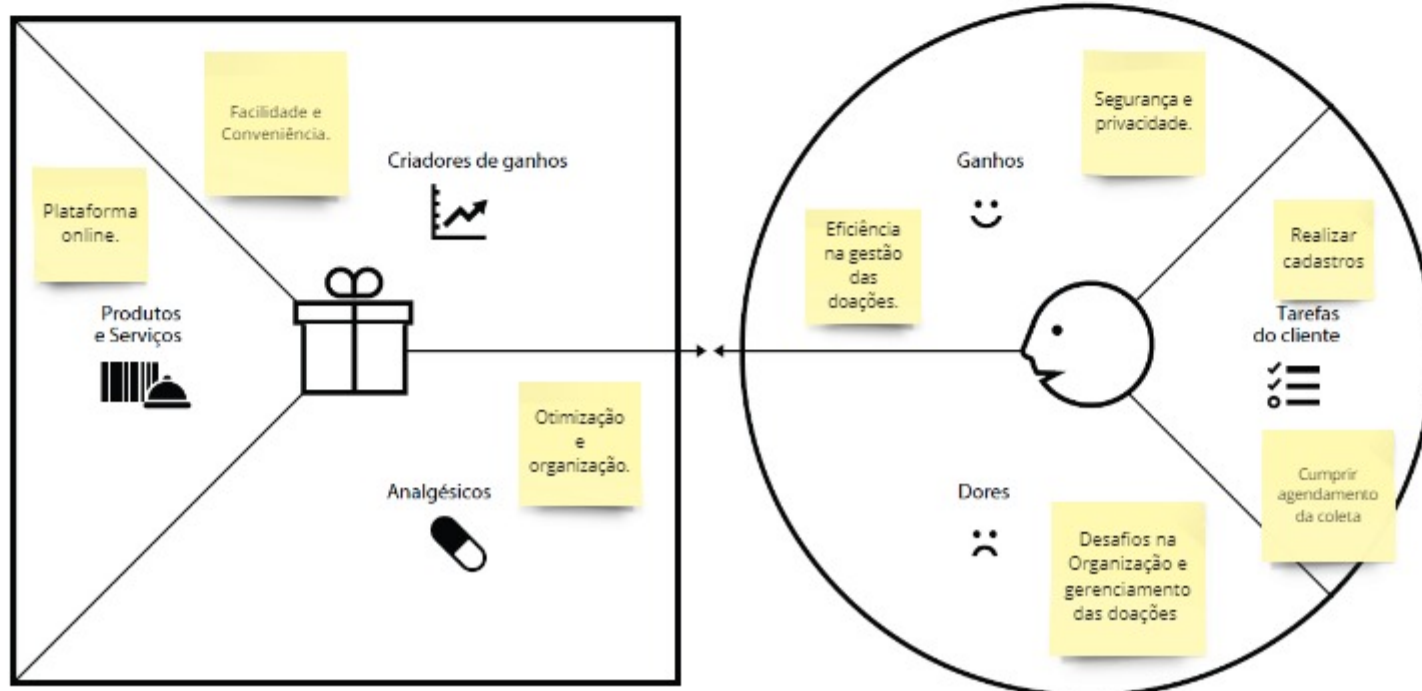 Facilidade e
Conveniência.
Criadores de ganhos
Plataforma
online.
Produtos
e Serviços
Otimização
e
organização.
Analgésicos
Segurança e
privacidade.
Ganhos
Eficiência
na gestão
das
doações.
Realizar
cadastros
Tarefas
do cliente
Cumprir
agendamento
da coleta
Dores
Desafios na
Organização e
gerenciamento
das doações